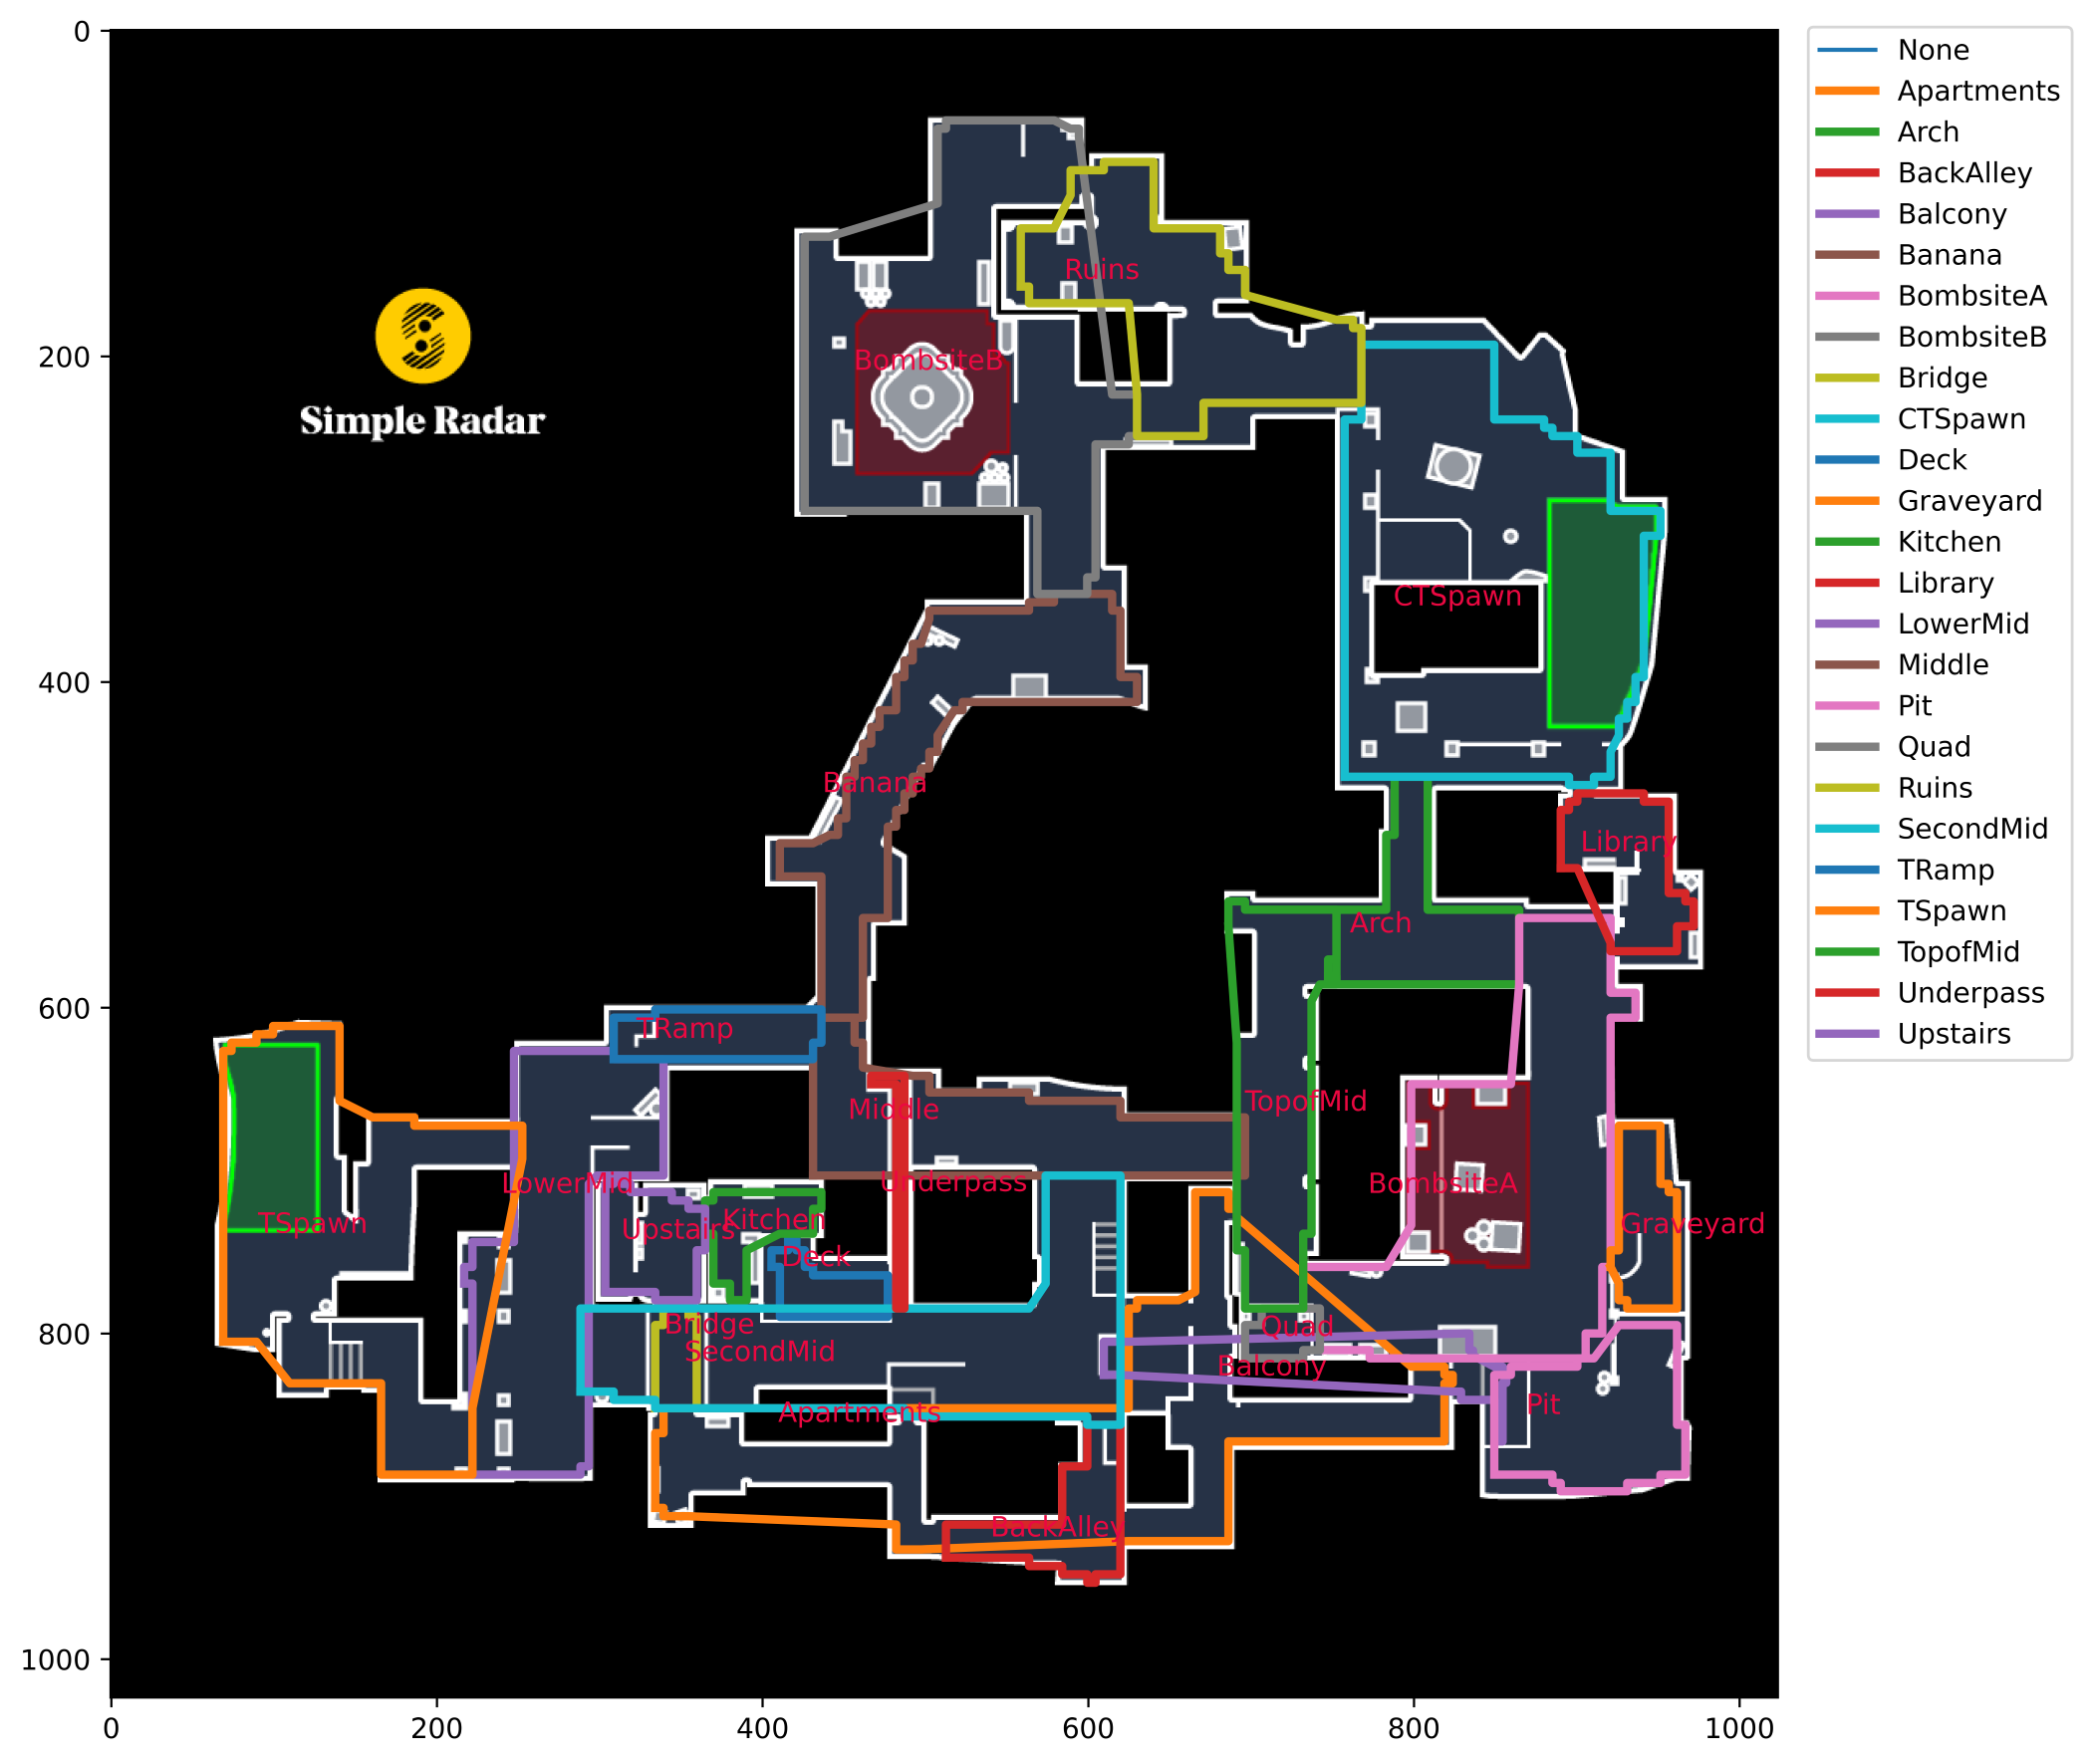 0
200
400
600
800
1000
0
200
400
600
800
1000
Simple Radar
Ruins
BombsiteB
CTSpawn
Banana
Library
Arch
TRamp
TopofMid
Middle
LowerMid
Underpass
BombsiteA
TSpawn
Upstairs
Kitchen
Graveyard
Deck
Bridge
Quad
SecondMid
Balcony
Pit
Apartments
BackAlley
None
Apartments
Arch
BackAlley
Balcony
Banana
BombsiteA
BombsiteB
Bridge
CTSpawn
Deck
Graveyard
Kitchen
Library
LowerMid
Middle
Pit
Quad
Ruins
SecondMid
TRamp
TSpawn
TopofMid
Underpass
Upstairs